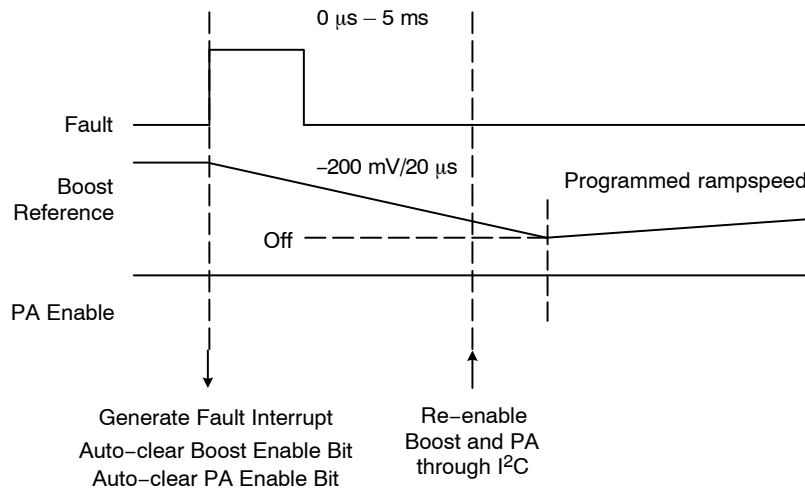 0 μs – 5 ms
Fault
–200 mV/20 μs
Programmed rampspeed
Boost
Reference
Off
PA Enable
Generate Fault Interrupt
Auto–clear Boost Enable Bit
Auto–clear PA Enable Bit
Re–enable
Boost and PA
through I²C